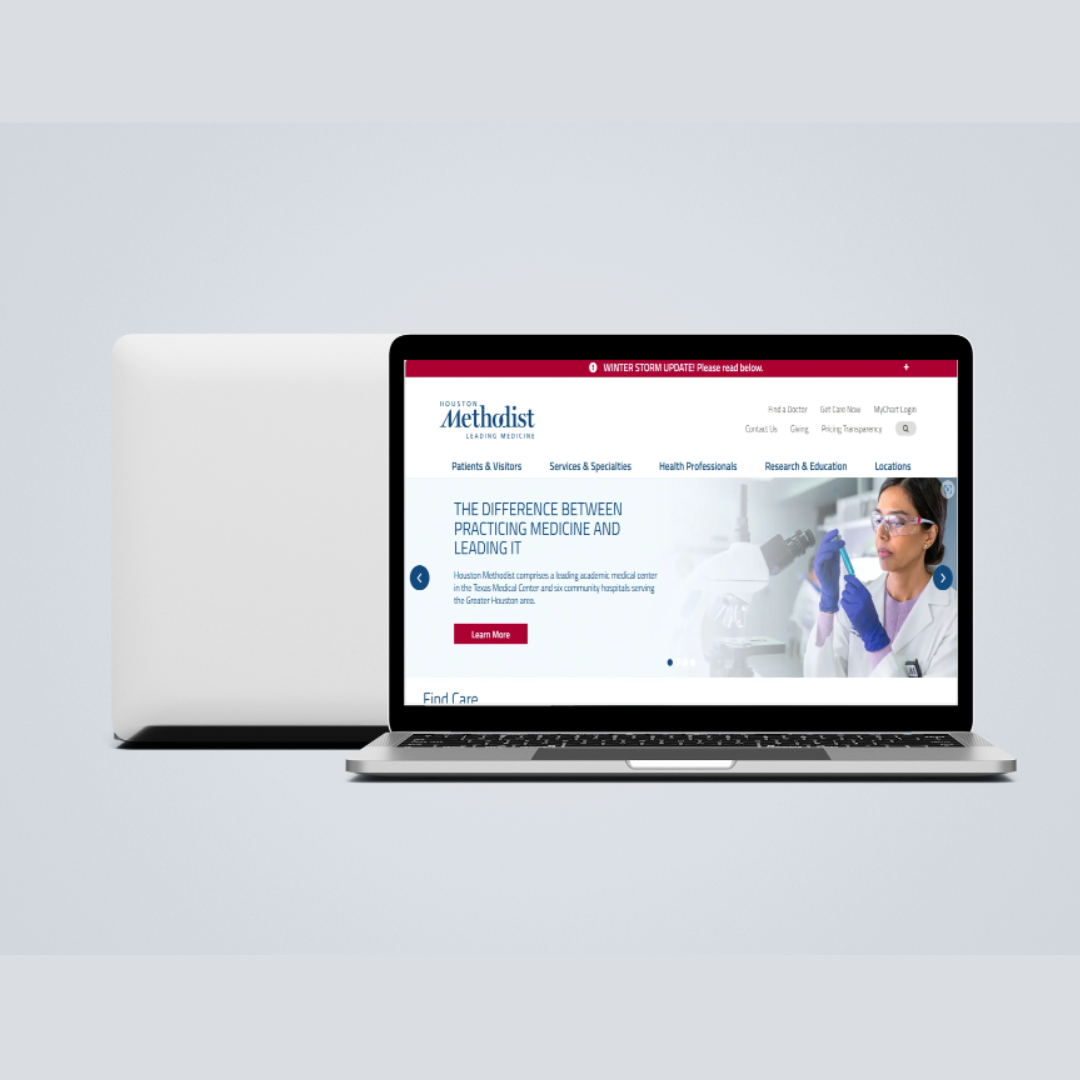 WINTER STORM UPDATE! Please read below.
HOUSTON
Methodist
LEADING MEDICINE
Find a Doctor Get Care Now MyChart Login
Contact Us Giving Pricing Transparency
Patients & Visitors Services & Specialties Health Professionals Research & Education Locations
THE DIFFERENCE BETWEEN
PRACTICING MEDICINE AND
LEADING IT
Houston Methodist comprises a leading academic medical center
in the Texas Medical Center and six community hospitals serving
the Greater Houston area.
Learn More
Find Care